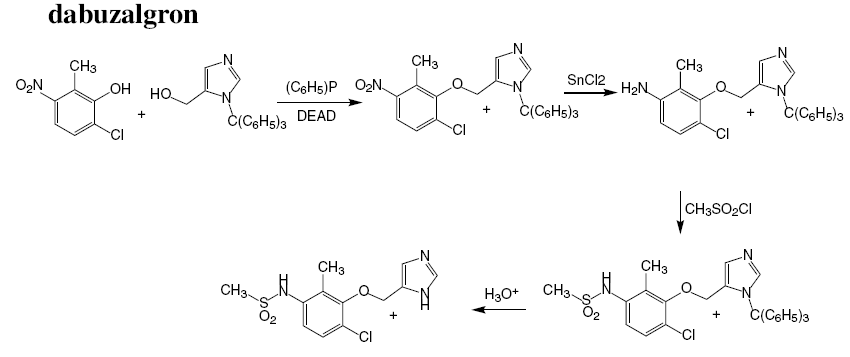 dabuzalgron
CH3
O2N
OH
Cl
+
HO
N
N
C(C6H5)3
(C6H5)P
DEAD
CH3
O2N
O
Cl
+
N
N
C(C6H5)3
SnCl2
CH3
H2N
O
Cl
+
N
N
C(C6H5)3
CH3SO2Cl
CH3
S
O2
H
N
CH3
O
Cl
+
N
N
H
H3O+
CH3
S
O2
H
N
CH3
O
Cl
+
N
N
C(C6H5)3